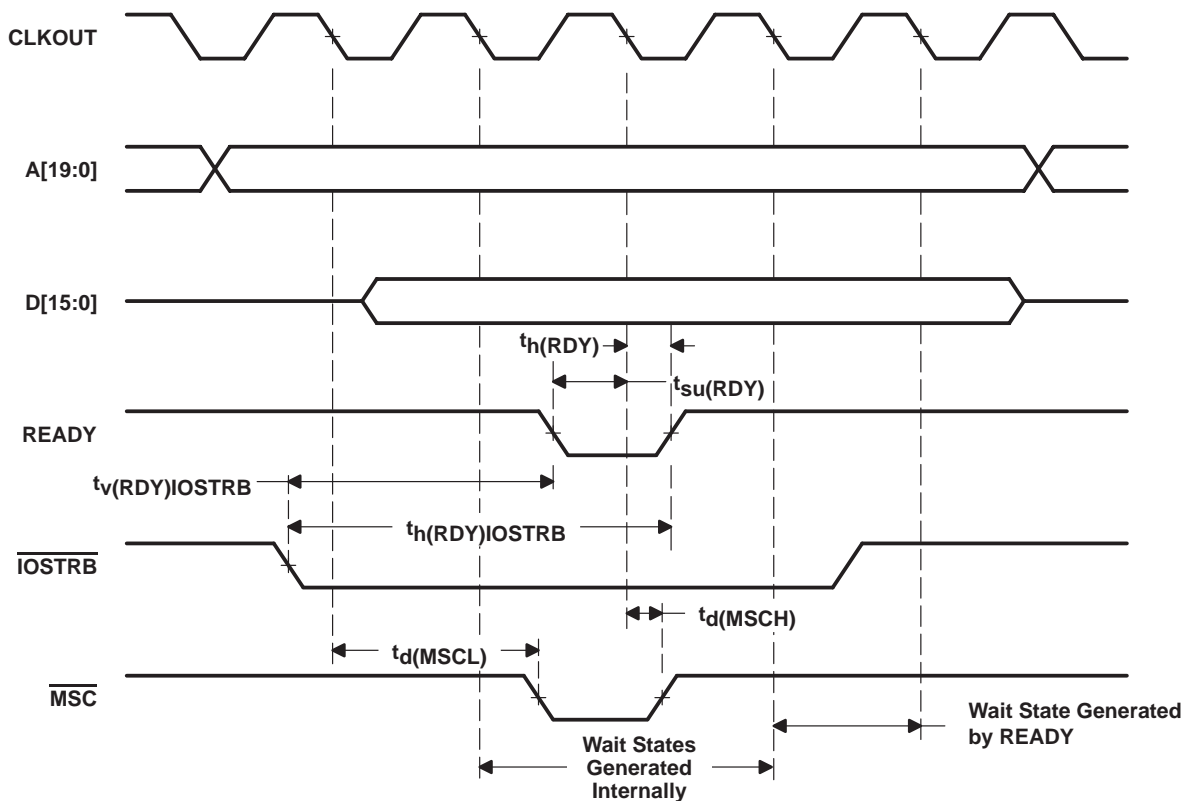 CLKOUT
A[19:0]
D[15:0]
th(RDY)
tsu(RDY)
READY
tv(RDY)IOSTRB
th(RDY)IOSTRB
IOSTRB
td(MSCH)
td(MSCL)
MSC
Wait State Generated
by READY
Wait States
Generated
Internally